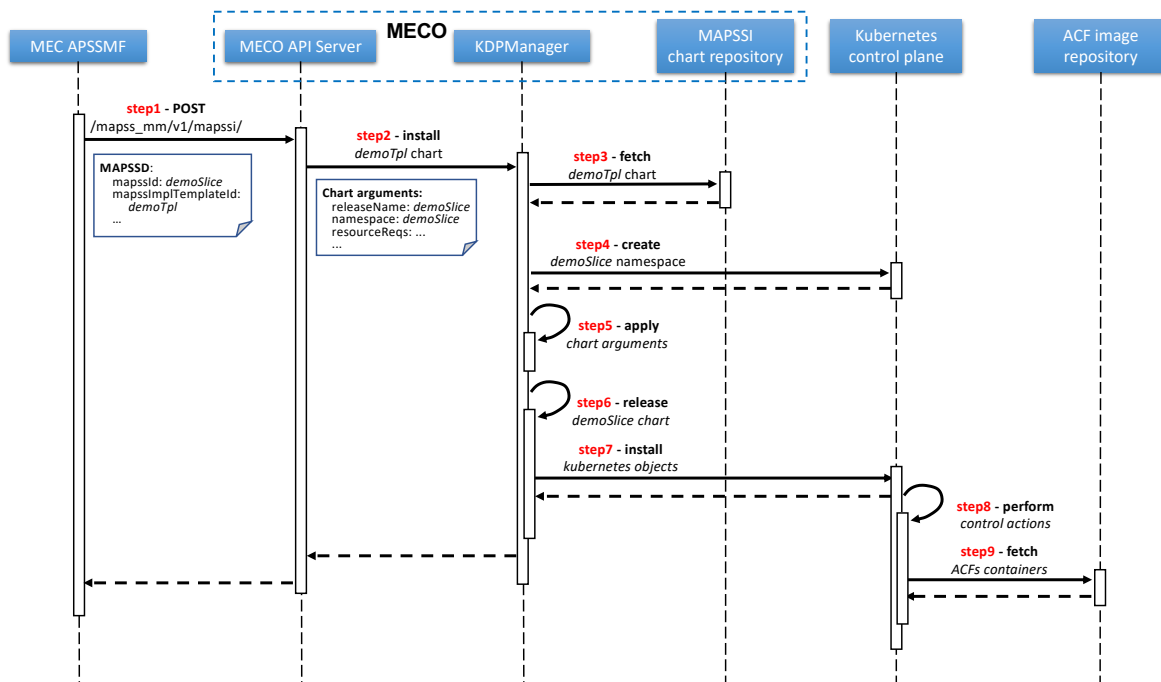 MECO
MEC APSSMF
MECO API Server
KDPManager
MAPSSI
chart repository
Kubernetes
control plane
ACF image
repository
step1 - POST
/mapss_mm/v1/mapssi/
MAPSSD:
mapssId: demoSlice
mapssImplTemplateId:
demoTpl
...
step2 - install
demoTpl chart
Chart arguments:
releaseName: demoSlice
namespace: demoSlice
resourceReqs: ...
...
step3 - fetch
demoTpl chart
step4 - create
demoSlice namespace
step5 - apply
chart arguments
step6 - release
demoSlice chart
step7 - install
kubernetes objects
step8 - perform
control actions
step9 - fetch
ACFs containers